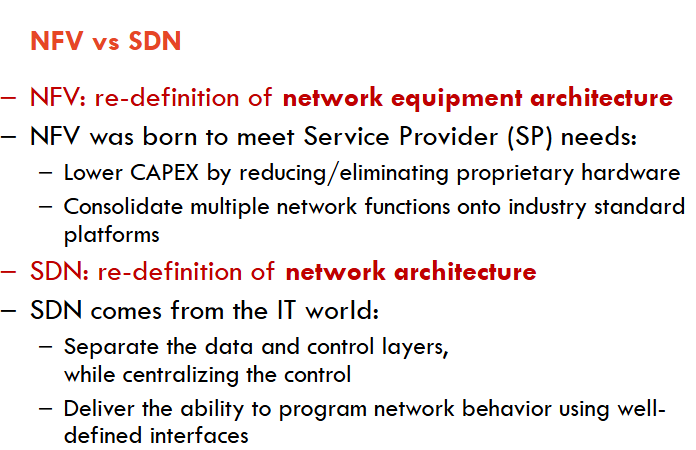 NFV vs SDN
– NFV: re-definition of network equipment architecture
– NFV was born to meet Service Provider (SP) needs:
– Lower CAPEX by reducing/eliminating proprietary hardware
– Consolidate multiple network functions onto industry standard
platforms
– SDN: re-definition of network architecture
– SDN comes from the IT world:
– Separate the data and control layers,
while centralizing the control
– Deliver the ability to program network behavior using well-
defined interfaces